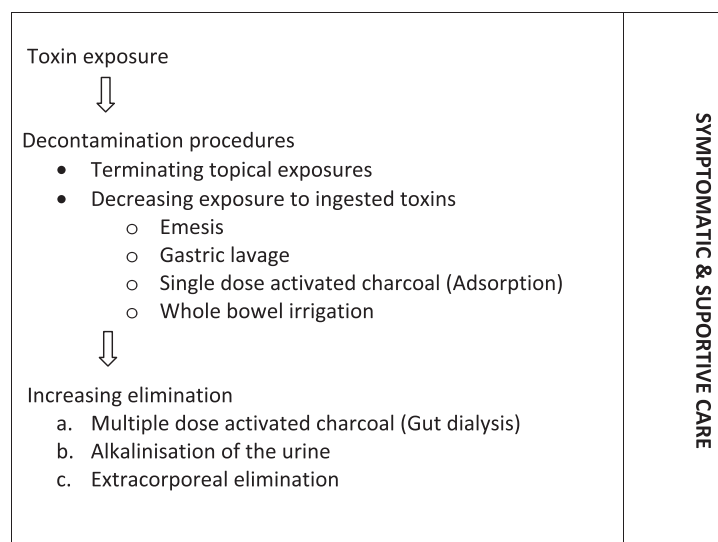 Toxin exposure
Decontamination procedures
• Terminating topical exposures
• Decreasing exposure to ingested toxins
o Emesis
o Gastric lavage
o Single dose activated charcoal (Adsorption)
o Whole bowel irrigation
Increasing elimination
a. Multiple dose activated charcoal (Gut dialysis)
b. Alkalinisation of the urine
c. Extracorporeal elimination
SYMPTOMATIC & SUPORTIVE CARE